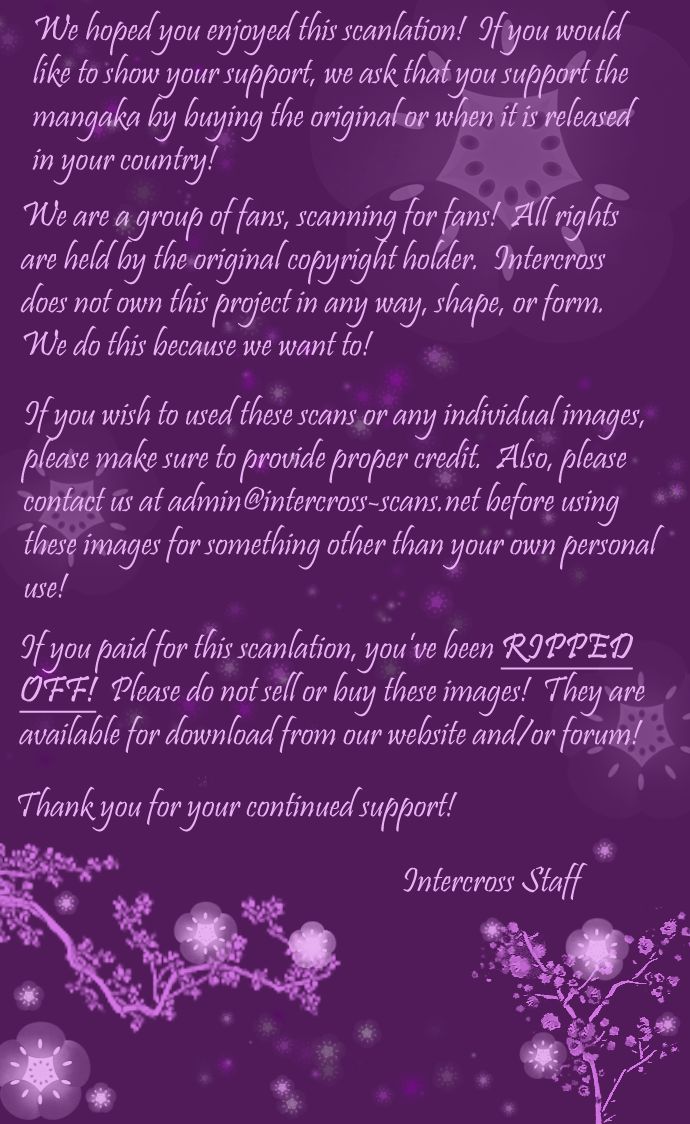 We hoped you enjoyed this scanlation! If you would
like to show your support, we ask that you support the
mangaka by buying the original or when it is released
in your country!
We are a group of fans, scanning for fans! All rights
are held by the original copyright holder. Intercross
does not own this project in any way, shape, or form.
We do this because we want to!
If you wish to used these scans or any individual images,
please make sure to provide proper credit. Also, please
contact us at admin@intercross-scans.net before using
these images for something other than your own personal
use!
If you paid for this scanlation, you've been RIPPED
OFF! Please do not sell or buy these images! They are
available for download from our website and/or forum!
Thank you for your continued support!
Intercross Staff